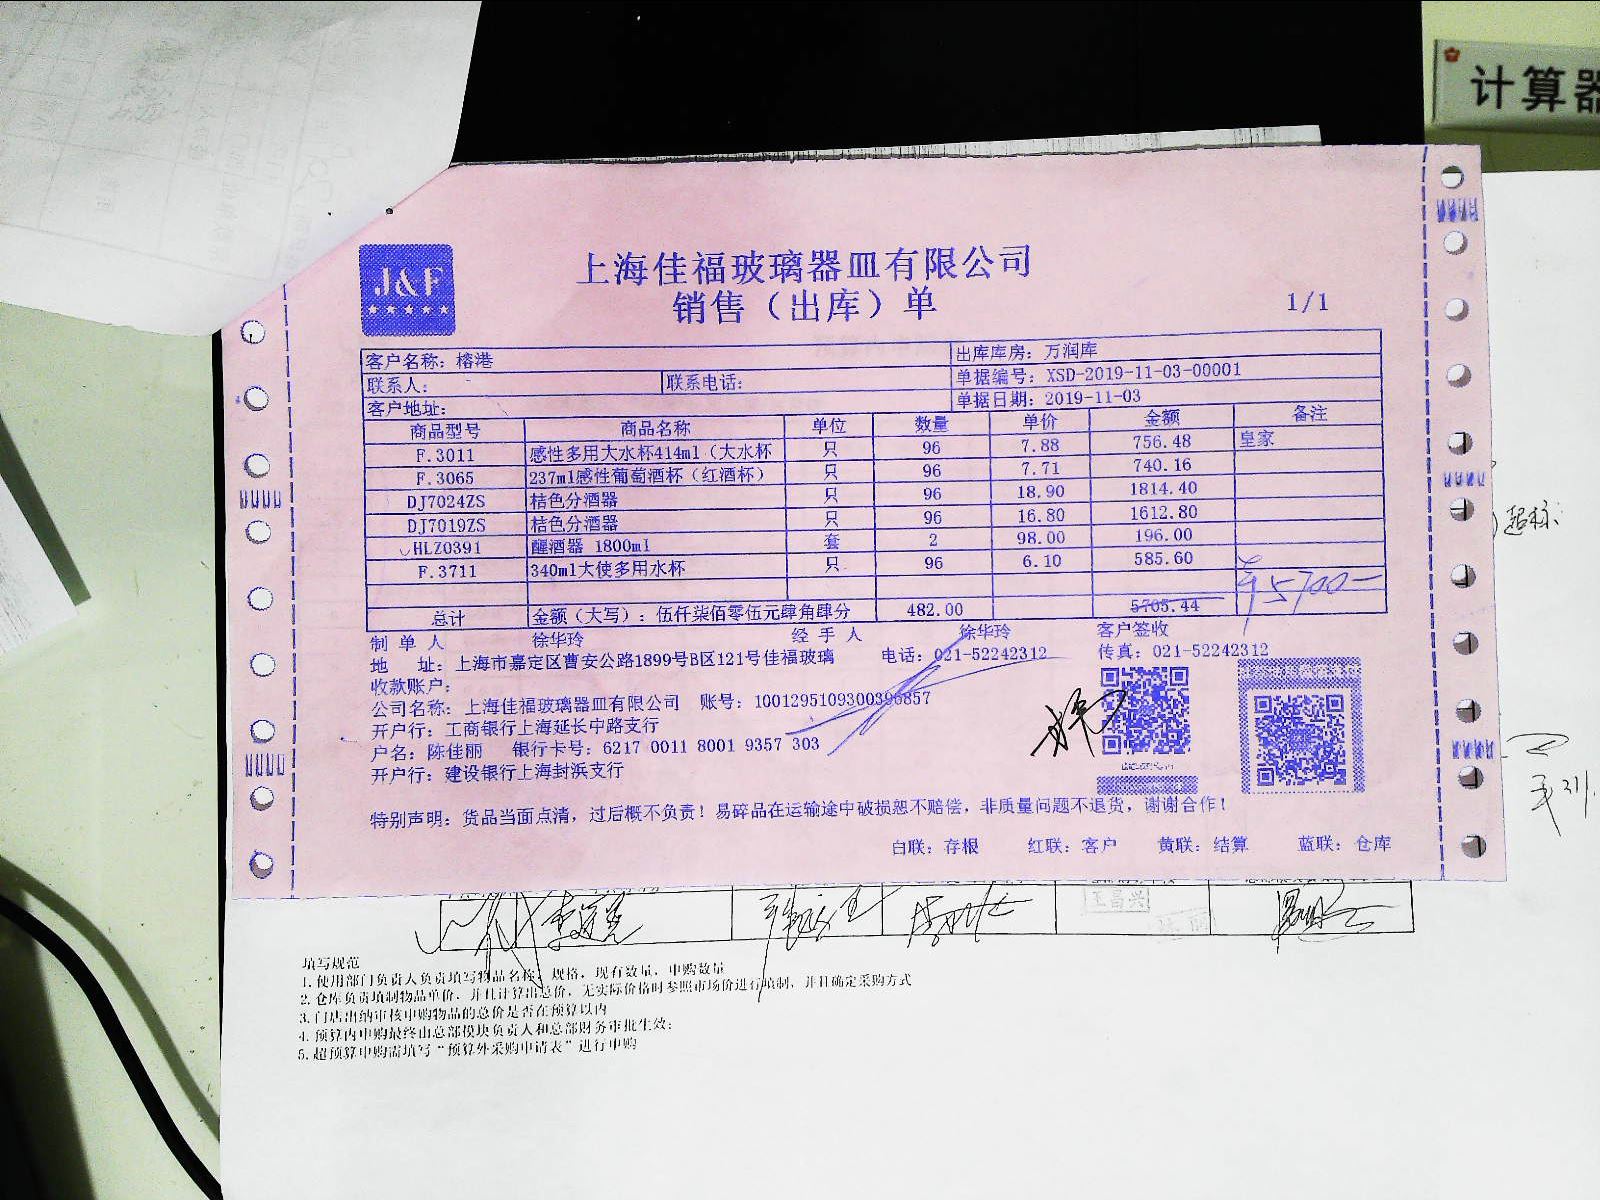 计算器
J&F
上海佳福玻璃器皿有限公司
销售（出库）单
1/1
客户名称：榕港 出库库房：万润库
联系人： 联系电话： 单据编号：XSD-2019-11-03-00001
客户地址： 单据日期：2019-11-03
商品型号 商品名称 单位 数量 单价 金额 备注
F.3011 感性多用大水杯414ml（大水杯 只 96 7.88 756.48 皇家
F.3065 237ml感性葡萄酒杯（红酒杯） 只 96 7.71 740.16
DJ7024ZS 桔色分酒器 只 96 18.90 1814.40
DJ7019ZS 桔色分酒器 只 96 16.80 1612.80
HLZ0391 醒酒器 1800ml 套 2 98.00 196.00
F.3711 340ml大使多用水杯 只 96 6.10 585.60
¥5700—
总计 金额（大写）：伍仟柒佰零伍元肆角肆分 482.00 5705.44
制单人 徐华玲 经手人 徐华玲 客户签收
地 址：上海市嘉定区曹安公路1899号B区121号佳福玻璃 电话：021-52242312 传真：021-52242312
收款账户：
公司名称：上海佳福玻璃器皿有限公司 账号：1001295109300396857
开户行：工商银行上海延长中路支行
户名：陈佳丽 银行卡号：6217 0011 8001 9357 303
开户行：建设银行上海封浜支行
特别声明：货品当面点清，过后概不负责！易碎品在运输途中破损恕不赔偿，非质量问题不退货，谢谢合作！
白联：存根 红联：客户 黄联：结算 蓝联：仓库
超标
王昌兴
填写规范
1.使用部门负责人负责填写物品名称，规格，现有数量，申购数量
2.仓库负责填制物品单价，并且计算出总价，无实际价格时参照市场价进行填制，并且确定采购方式
3.门店出纳审核申购物品的总价是否在预算以内
4.预算内申购最终由总部模块负责人和总部财务审批生效；
5.超预算申购需填写“预算外采购申请表”进行申购